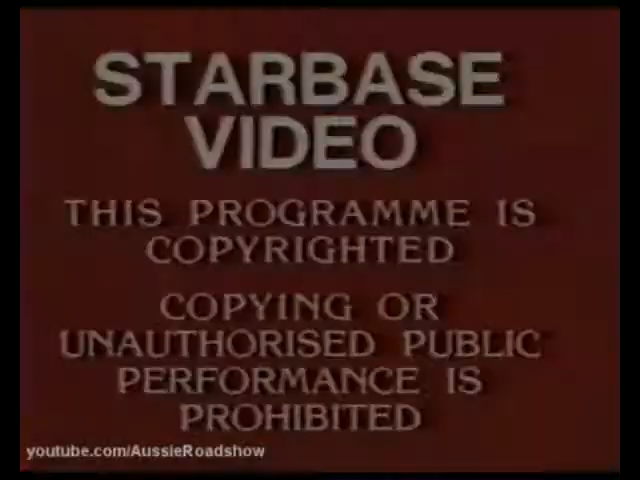 STARBASE
VIDEO
THIS PROGRAMME IS
COPYRIGHTED
COPYING OR
UNAUTHORISED PUBLIC
PERFORMANCE IS
PROHIBITED
youtube.com/AussieRoadshow